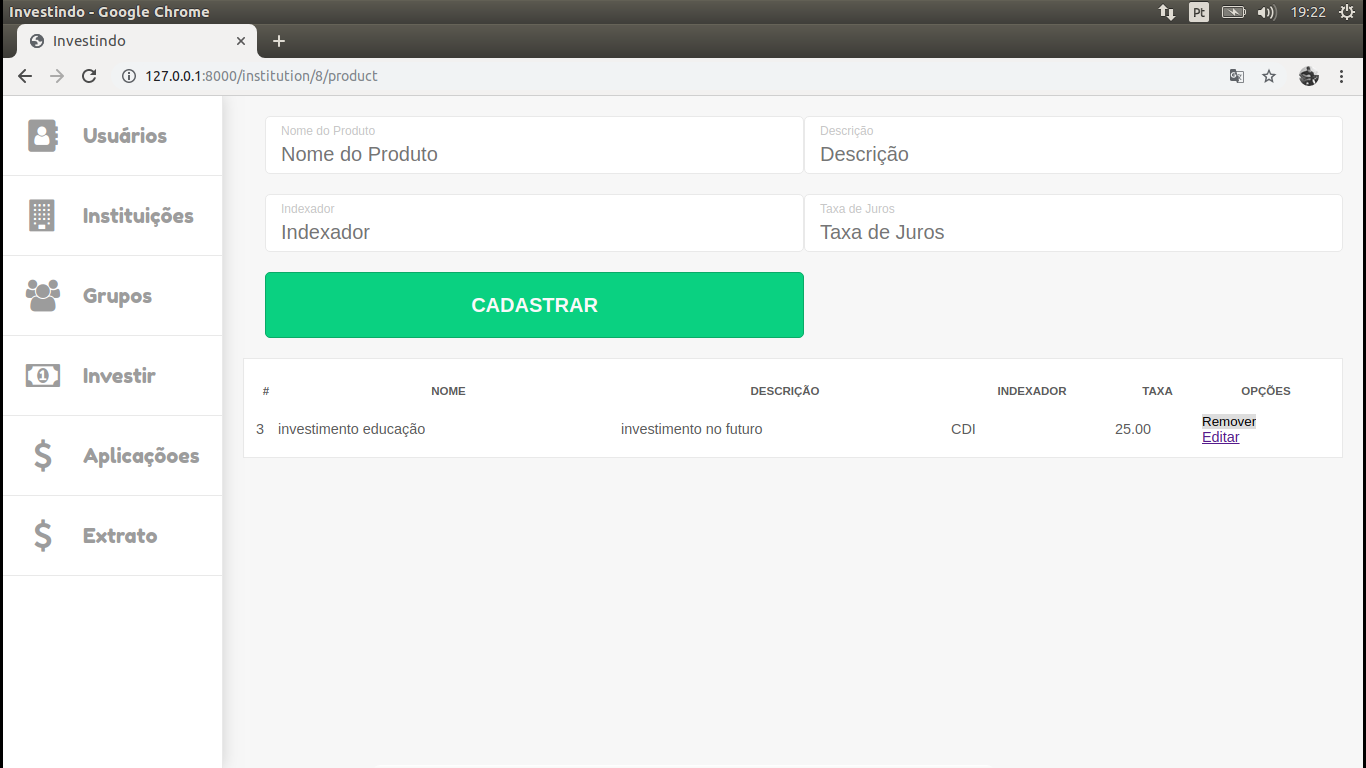 Investindo - Google Chrome
Pt
19:22
Investindo
127.0.0.1:8000/institution/8/product
Usuários
Instituições
Grupos
Investir
Aplicaçõoes
Extrato
Nome do Produto
Nome do Produto
Descrição
Descrição
Indexador
Indexador
Taxa de Juros
Taxa de Juros
CADASTRAR
# NOME DESCRIÇÃO INDEXADOR TAXA OPÇÕES
3 investimento educação investimento no futuro CDI 25.00 Remover
Editar